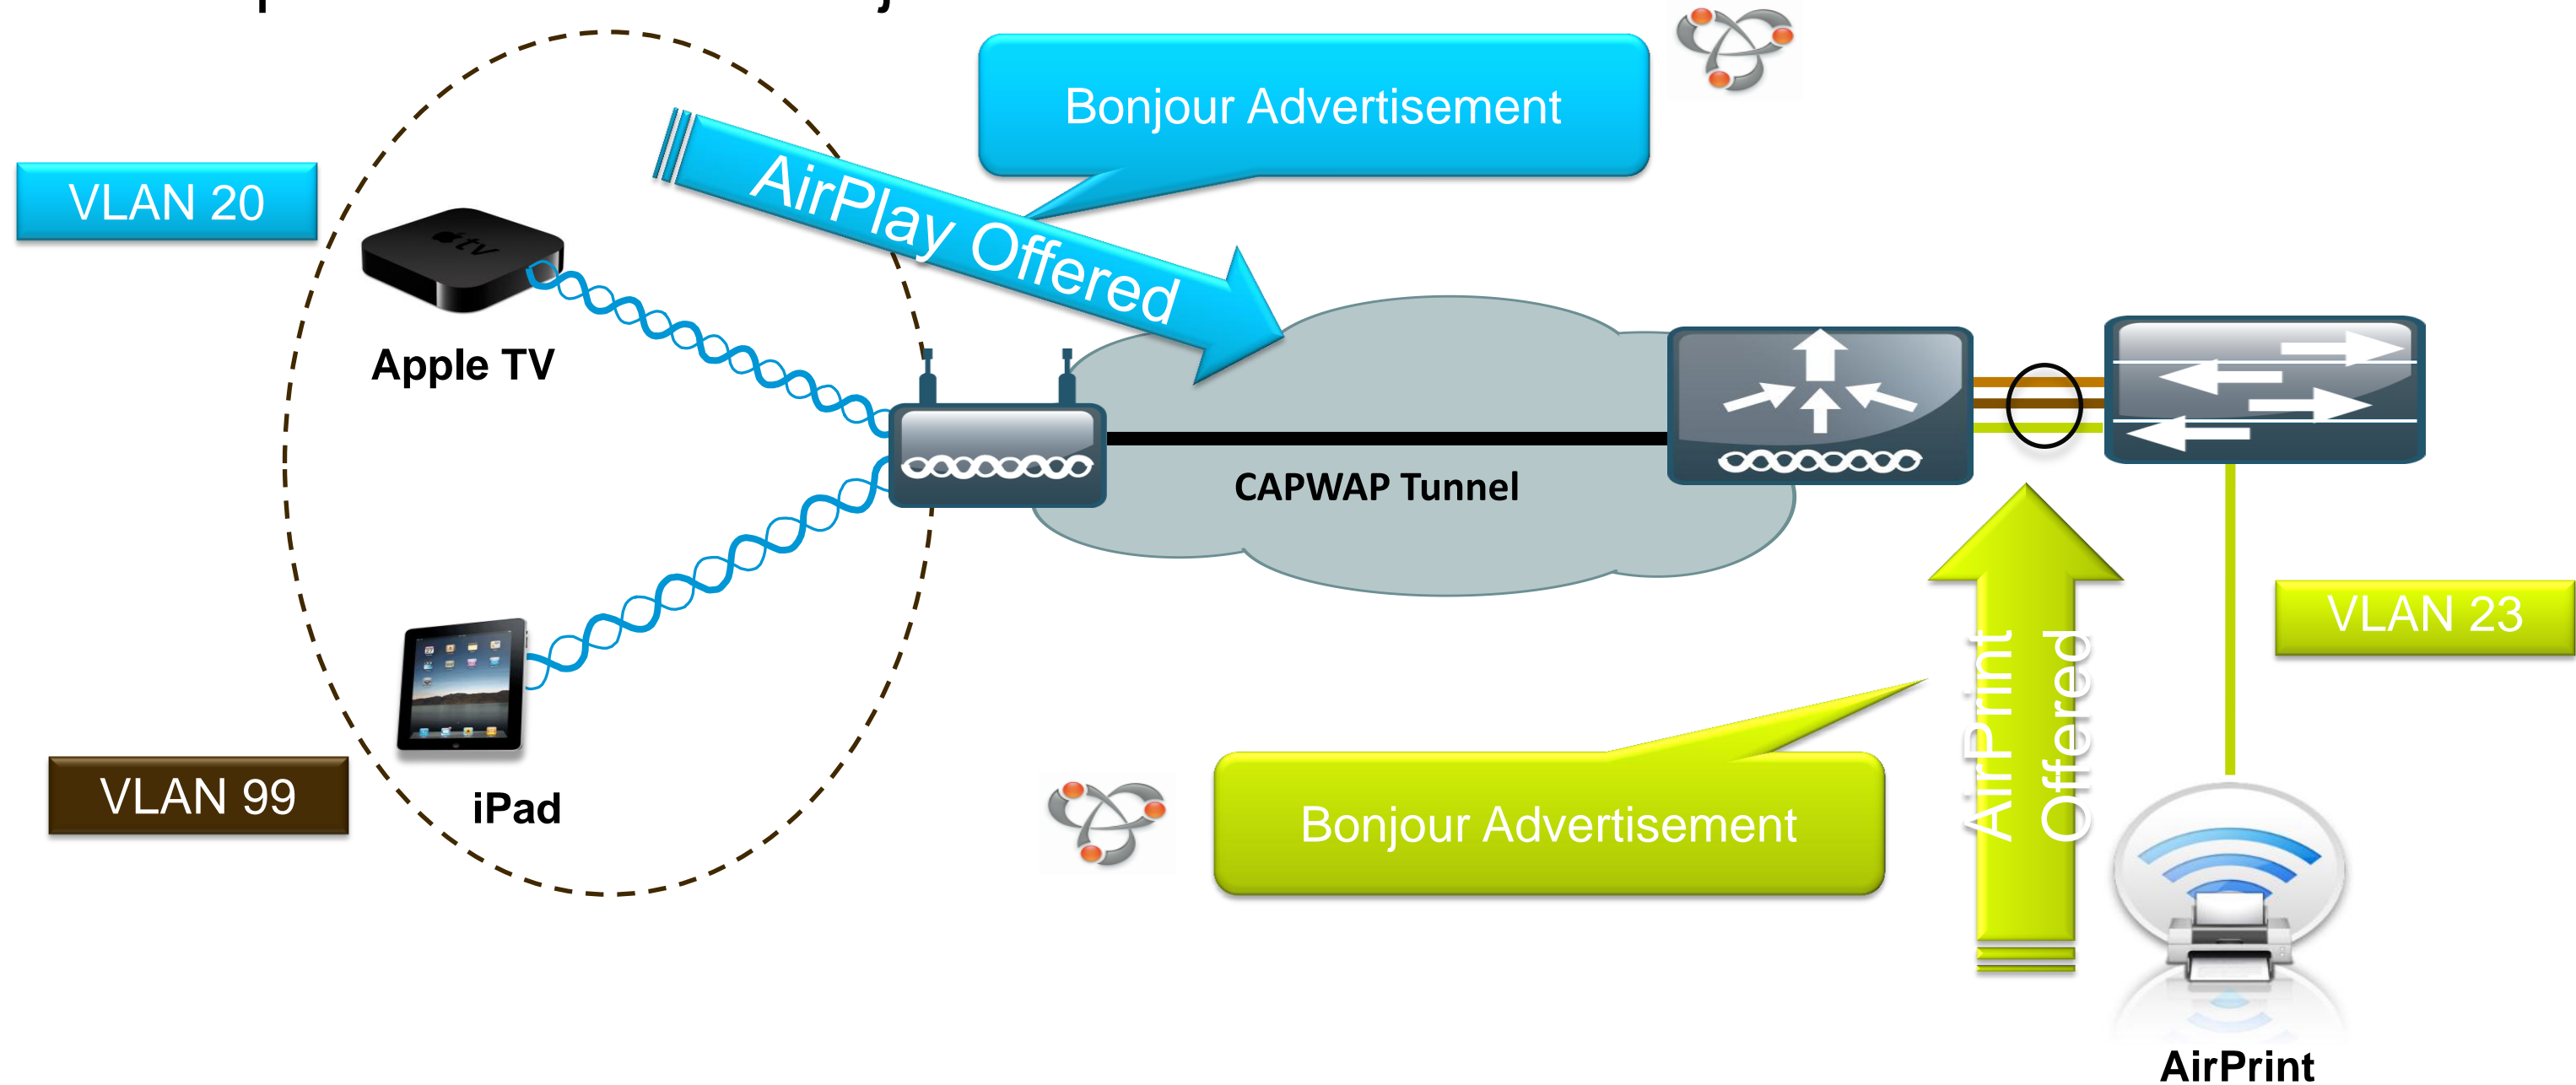 Bonjour Advertisement
VLAN 20
AirPlay Offered
tv
Apple TV
CAPWAP Tunnel
VLAN 23
AirPrint
Offered
VLAN 99
iPad
Bonjour Advertisement
AirPrint